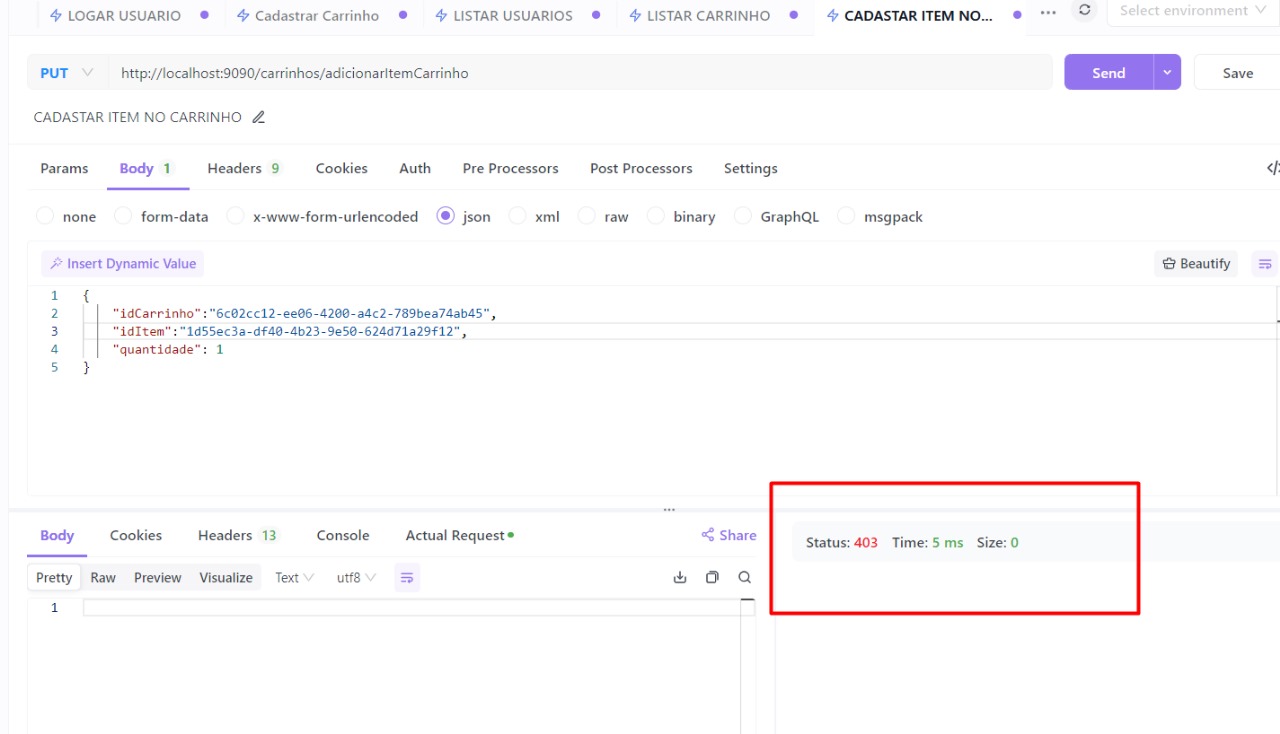 LOGAR USUARIO
Cadastrar Carrinho
LISTAR USUARIOS
LISTAR CARRINHO
CADASTAR ITEM NO...
Select environment
PUT
http://localhost:9090/carrinhos/adicionarItemCarrinho
Send
Save
CADASTAR ITEM NO CARRINHO
Params
Body 1
Headers 9
Cookies
Auth
Pre Processors
Post Processors
Settings
none
form-data
x-www-form-urlencoded
json
xml
raw
binary
GraphQL
msgpack
Insert Dynamic Value
Beautify
1 {
2 "idCarrinho":"6c02cc12-ee06-4200-a4c2-789bea74ab45",
3 "idItem":"1d55ec3a-df40-4b23-9e50-624d71a29f12",
4 "quantidade": 1
5 }
Body
Cookies
Headers 13
Console
Actual Request
Share
Status: 403 Time: 5 ms Size: 0
Pretty
Raw
Preview
Visualize
Text
utf8
1